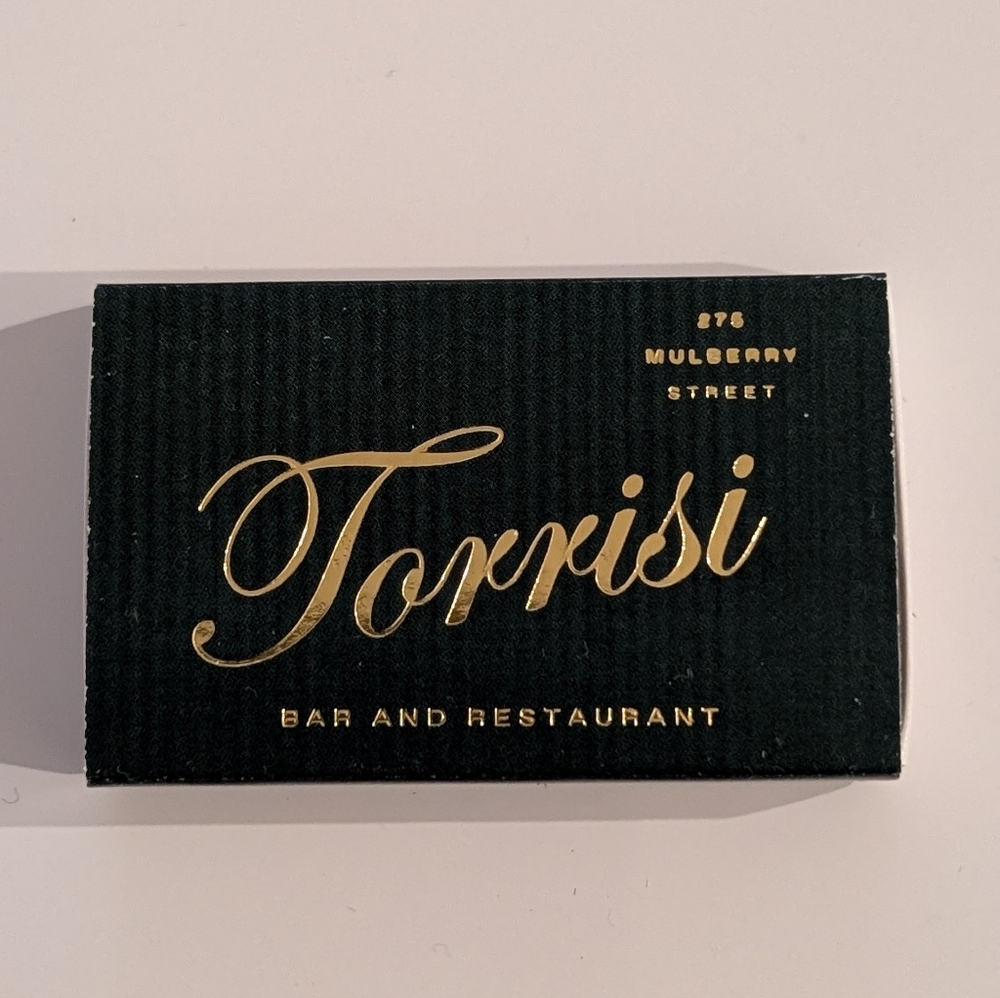 275
MULBERRY
STREET
Torrisi
BAR AND RESTAURANT